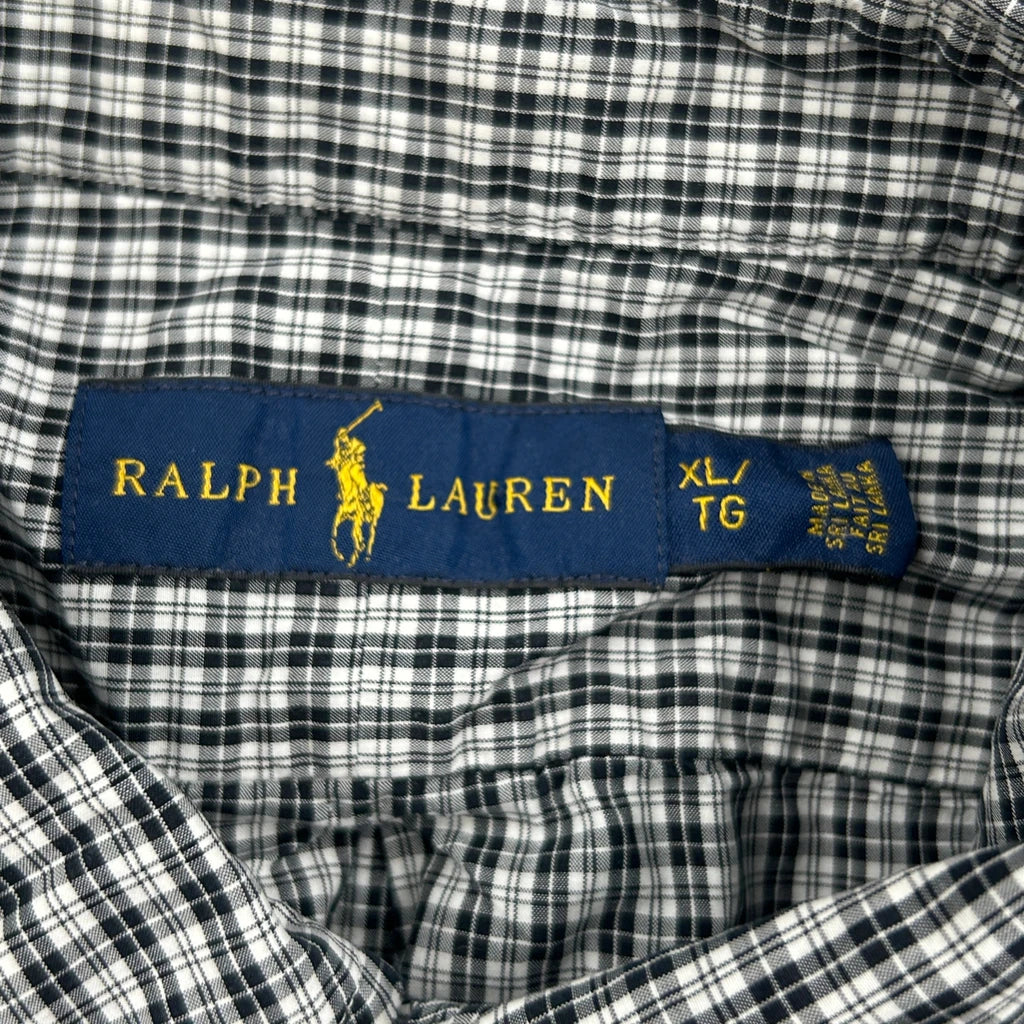 RALPH LAUREN
XL/
TG
MADE IN
SRI LANKA
FAIT AU
SRI LANKA